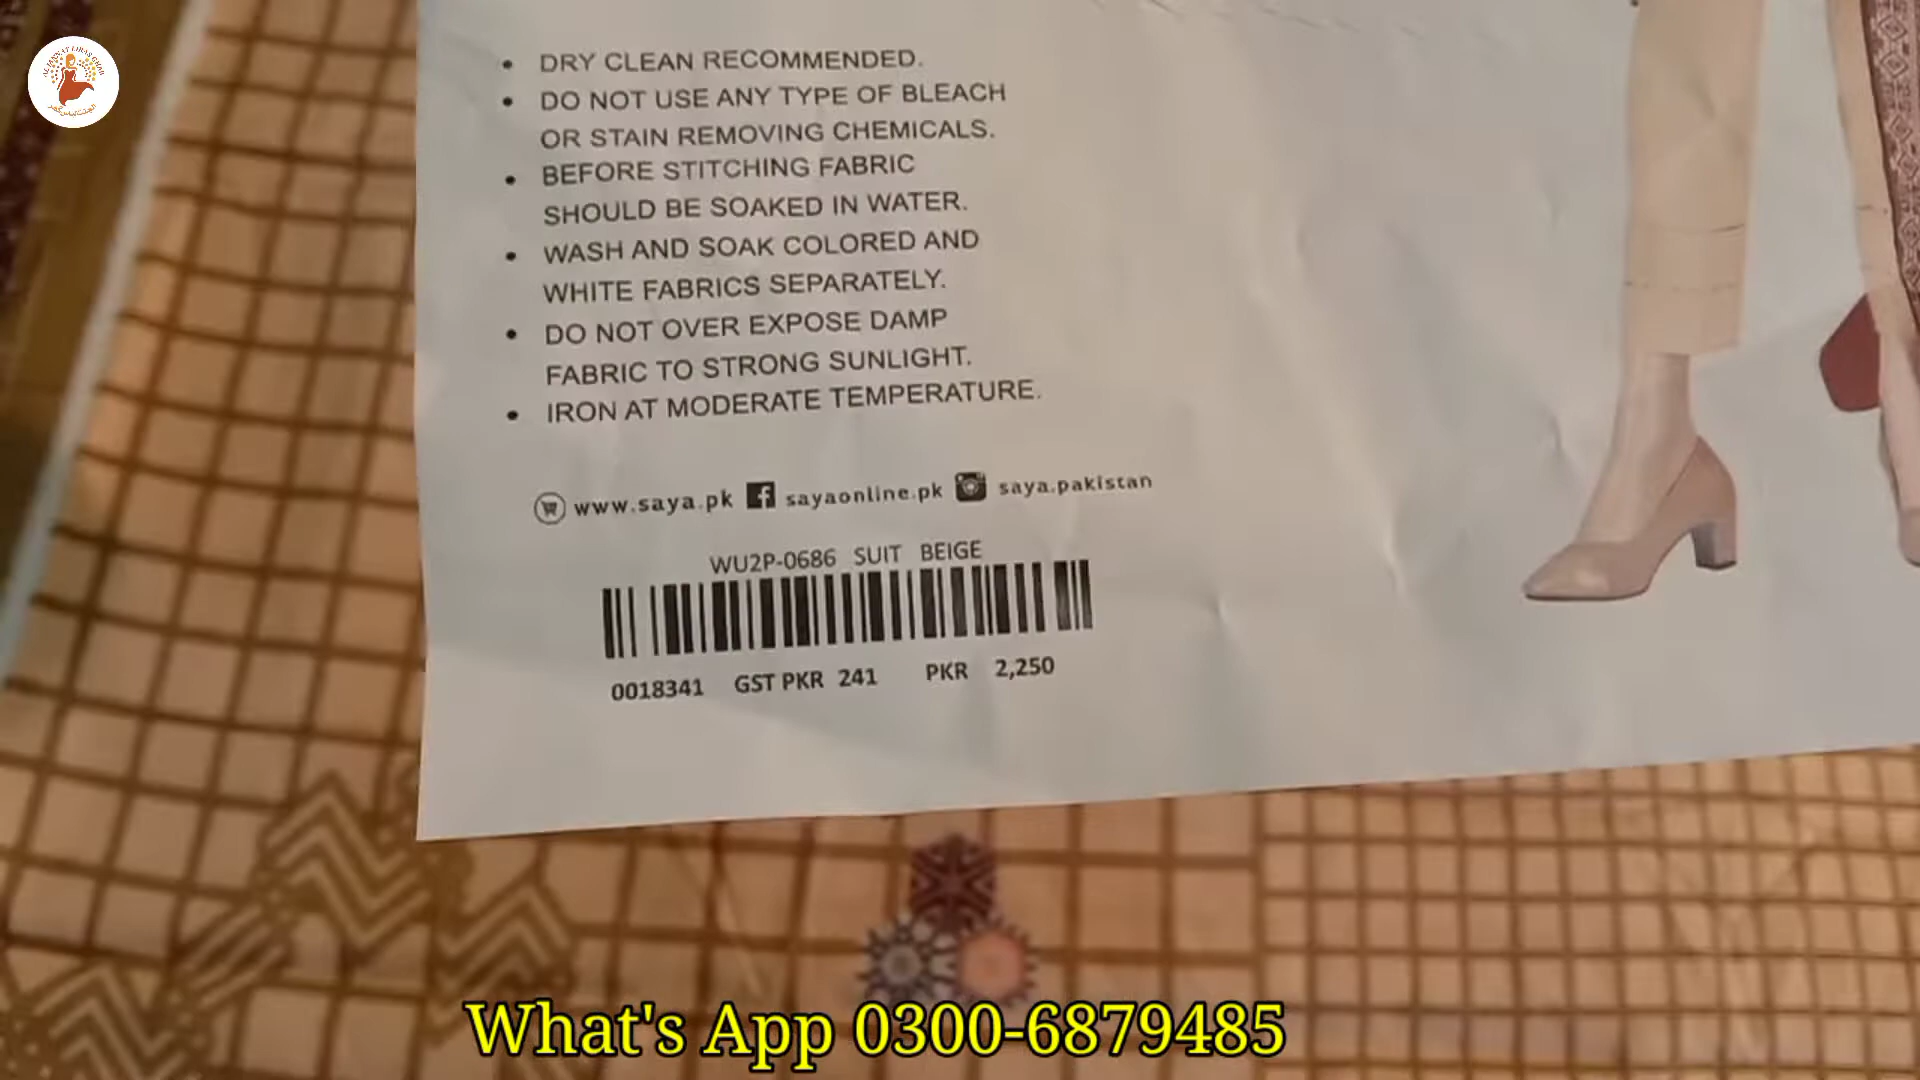 DRY CLEAN RECOMMENDED.
DO NOT USE ANY TYPE OF BLEACH
OR STAIN REMOVING CHEMICALS.
BEFORE STITCHING FABRIC
SHOULD BE SOAKED IN WATER.
WASH AND SOAK COLORED AND
WHITE FABRICS SEPARATELY.
DO NOT OVER EXPOSE DAMP
FABRIC TO STRONG SUNLIGHT.
IRON AT MODERATE TEMPERATURE.
www.saya.pk sayaonline.pk saya.pakistan
WU2P-0686 SUIT BEIGE
0018341 GST PKR 241 PKR 2,250
What's App 0300-6879485